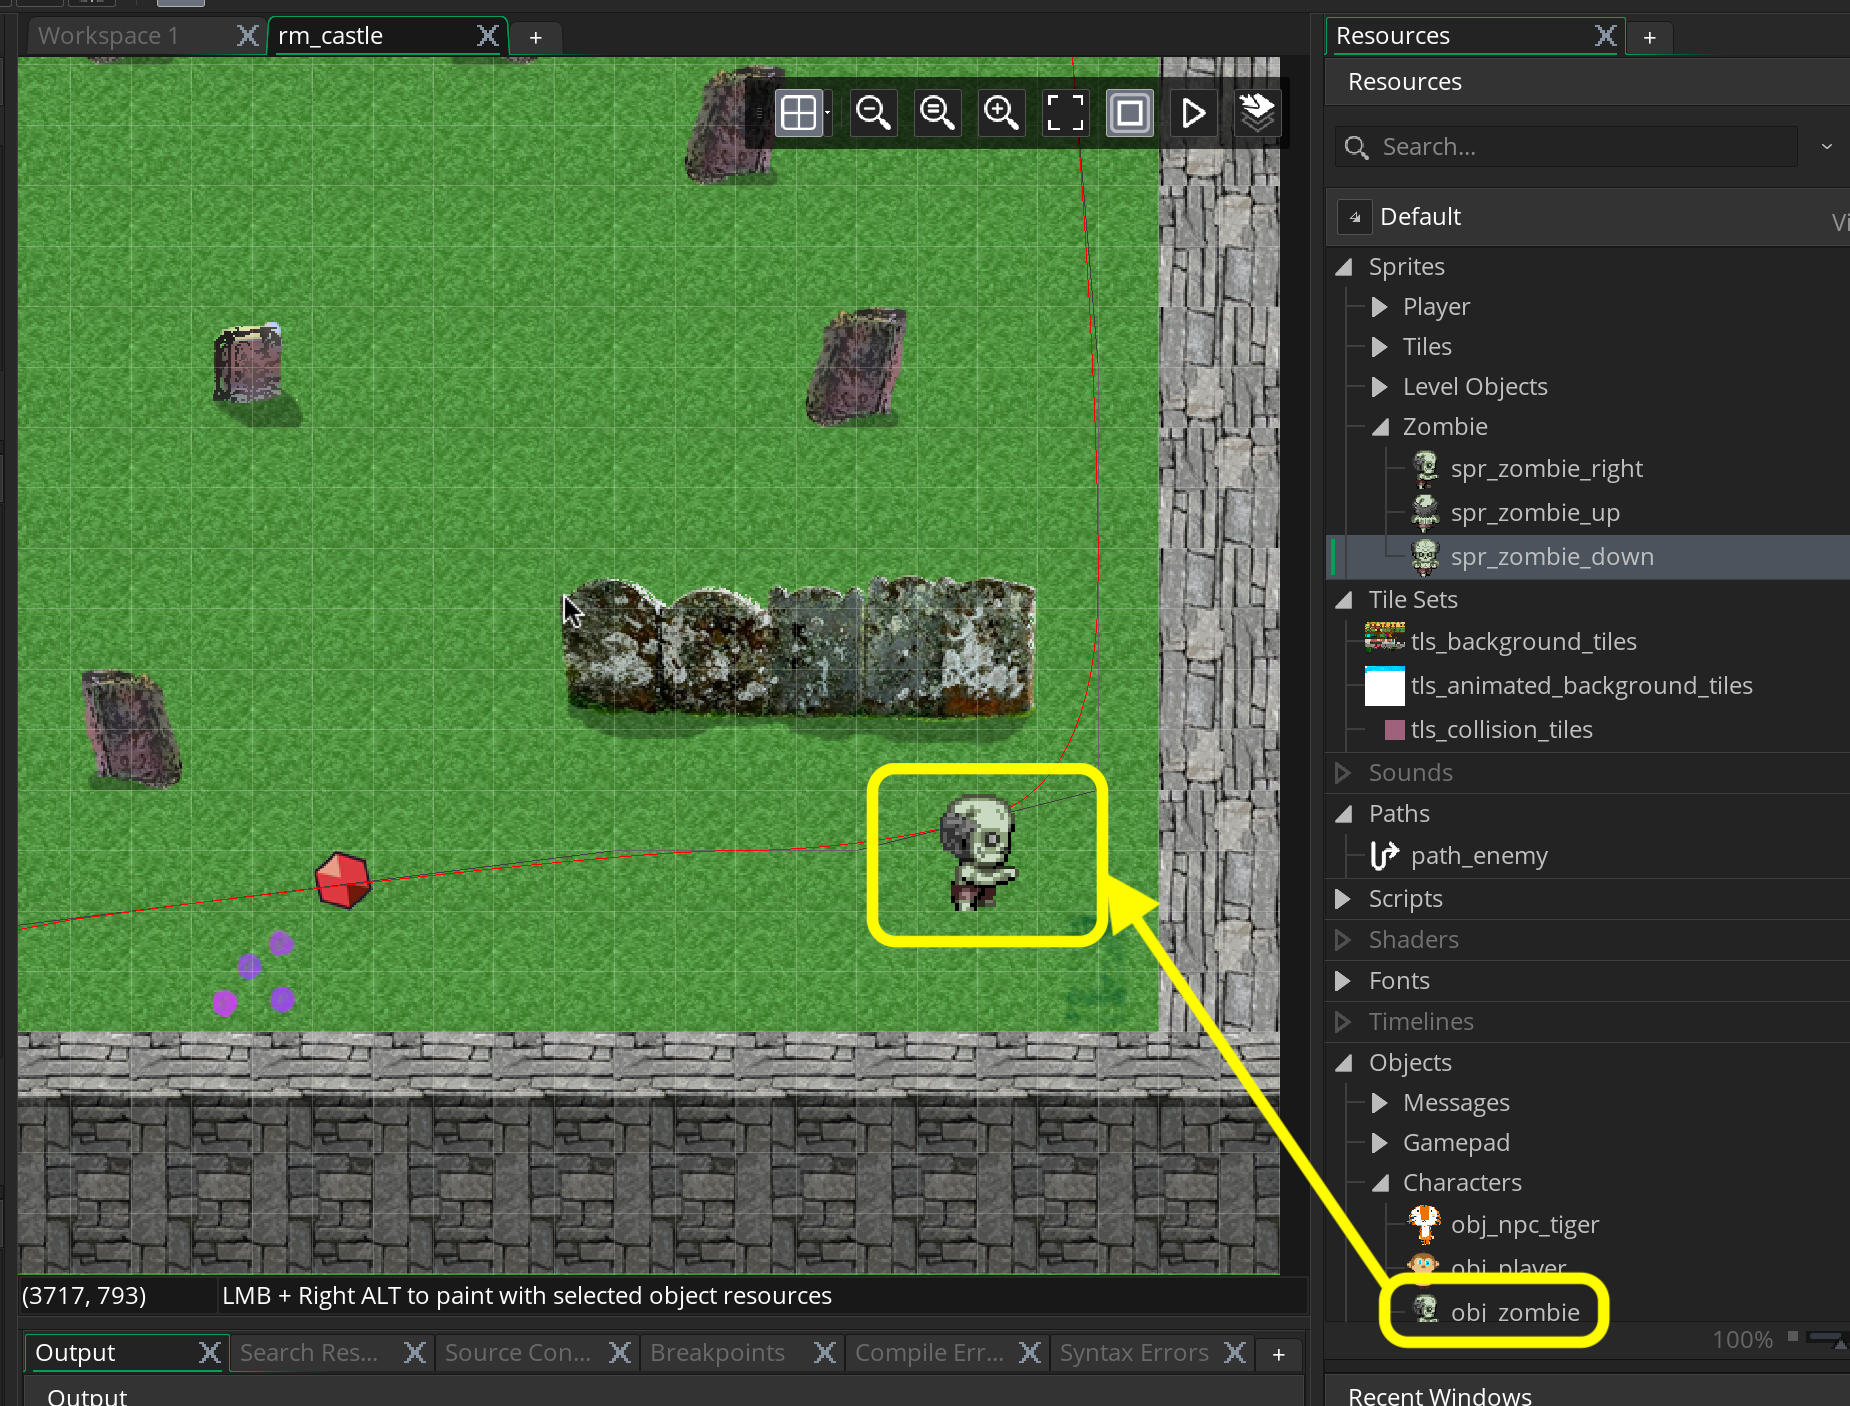 Workspace 1
rm_castle
+
Resources
+
Resources
Search...
Default
Sprites
Player
Tiles
Level Objects
Zombie
spr_zombie_right
spr_zombie_up
spr_zombie_down
Tile Sets
tls_background_tiles
tls_animated_background_tiles
tls_collision_tiles
Sounds
Paths
path_enemy
Scripts
Shaders
Fonts
Timelines
Objects
Messages
Gamepad
Characters
obj_npc_tiger
obj_player
obj_zombie
100%
(3717, 793)
LMB + Right ALT to paint with selected object resources
Output
Search Res...
Source Con...
Breakpoints
Compile Err...
Syntax Errors
+
Output
Recent Windows